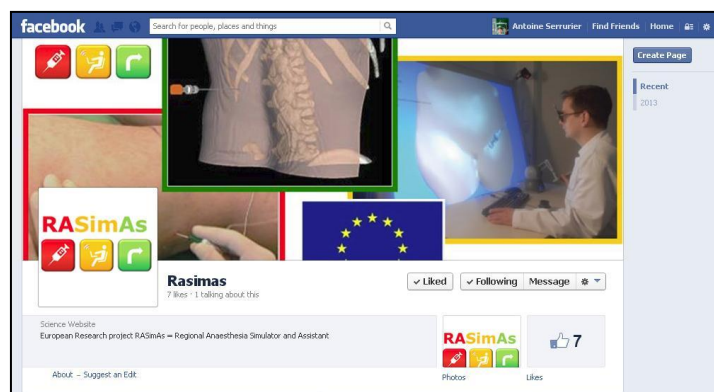 facebook
Search for people, places and things
Antoine Serrurier
Find Friends
Home
Create Page
Recent
2013
RASimAs
Rasimas
7 likes · 1 talking about this
Liked
Following
Message
Science Website
European Research project RASimAs = Regional Anaesthesia Simulator and Assistant
RASimAs
7
About – Suggest an Edit
Photos
Likes